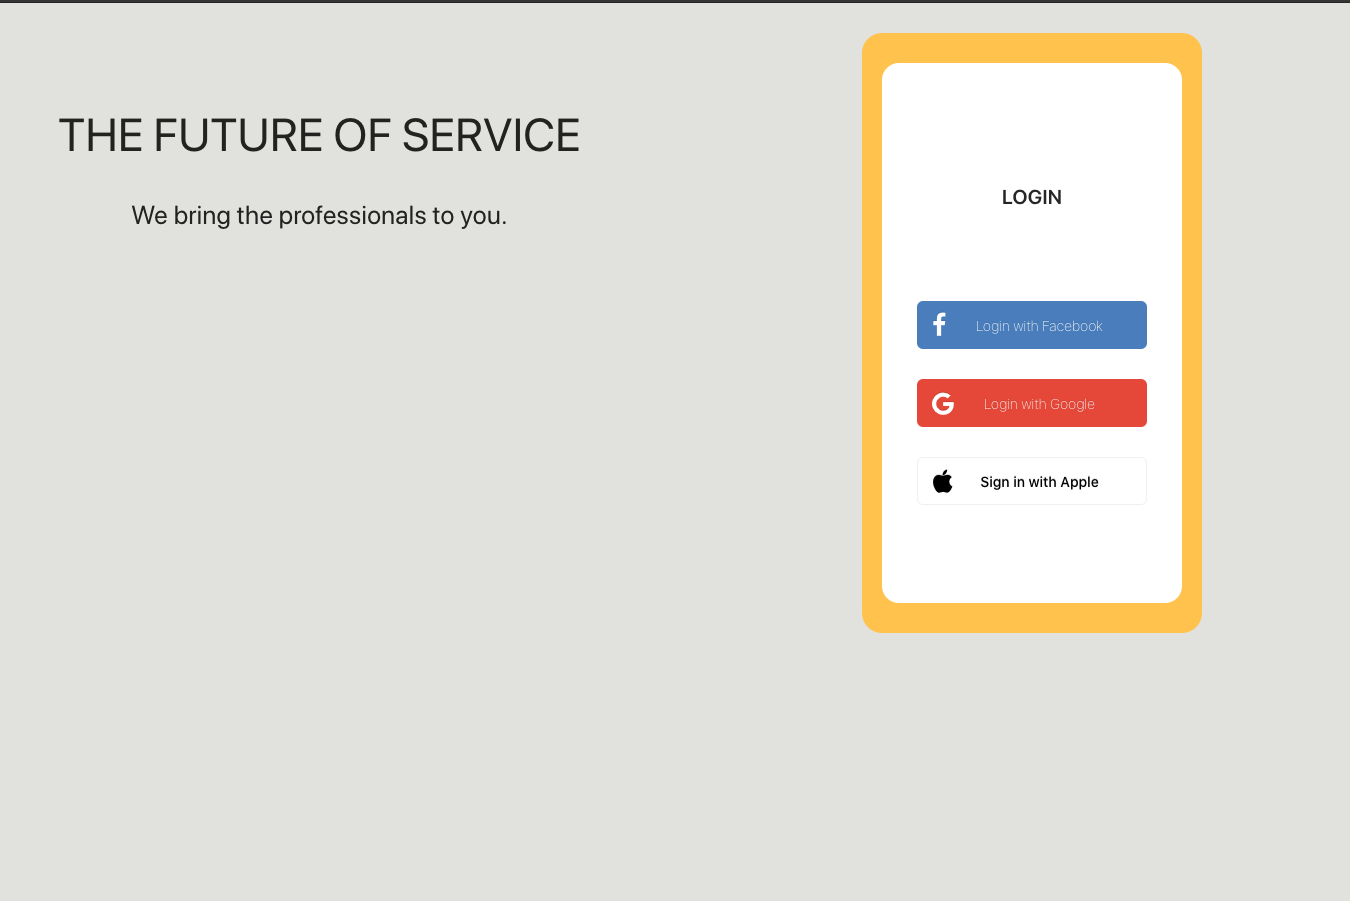 THE FUTURE OF SERVICE
We bring the professionals to you.
LOGIN
Login with Facebook
Login with Google
Sign in with Apple